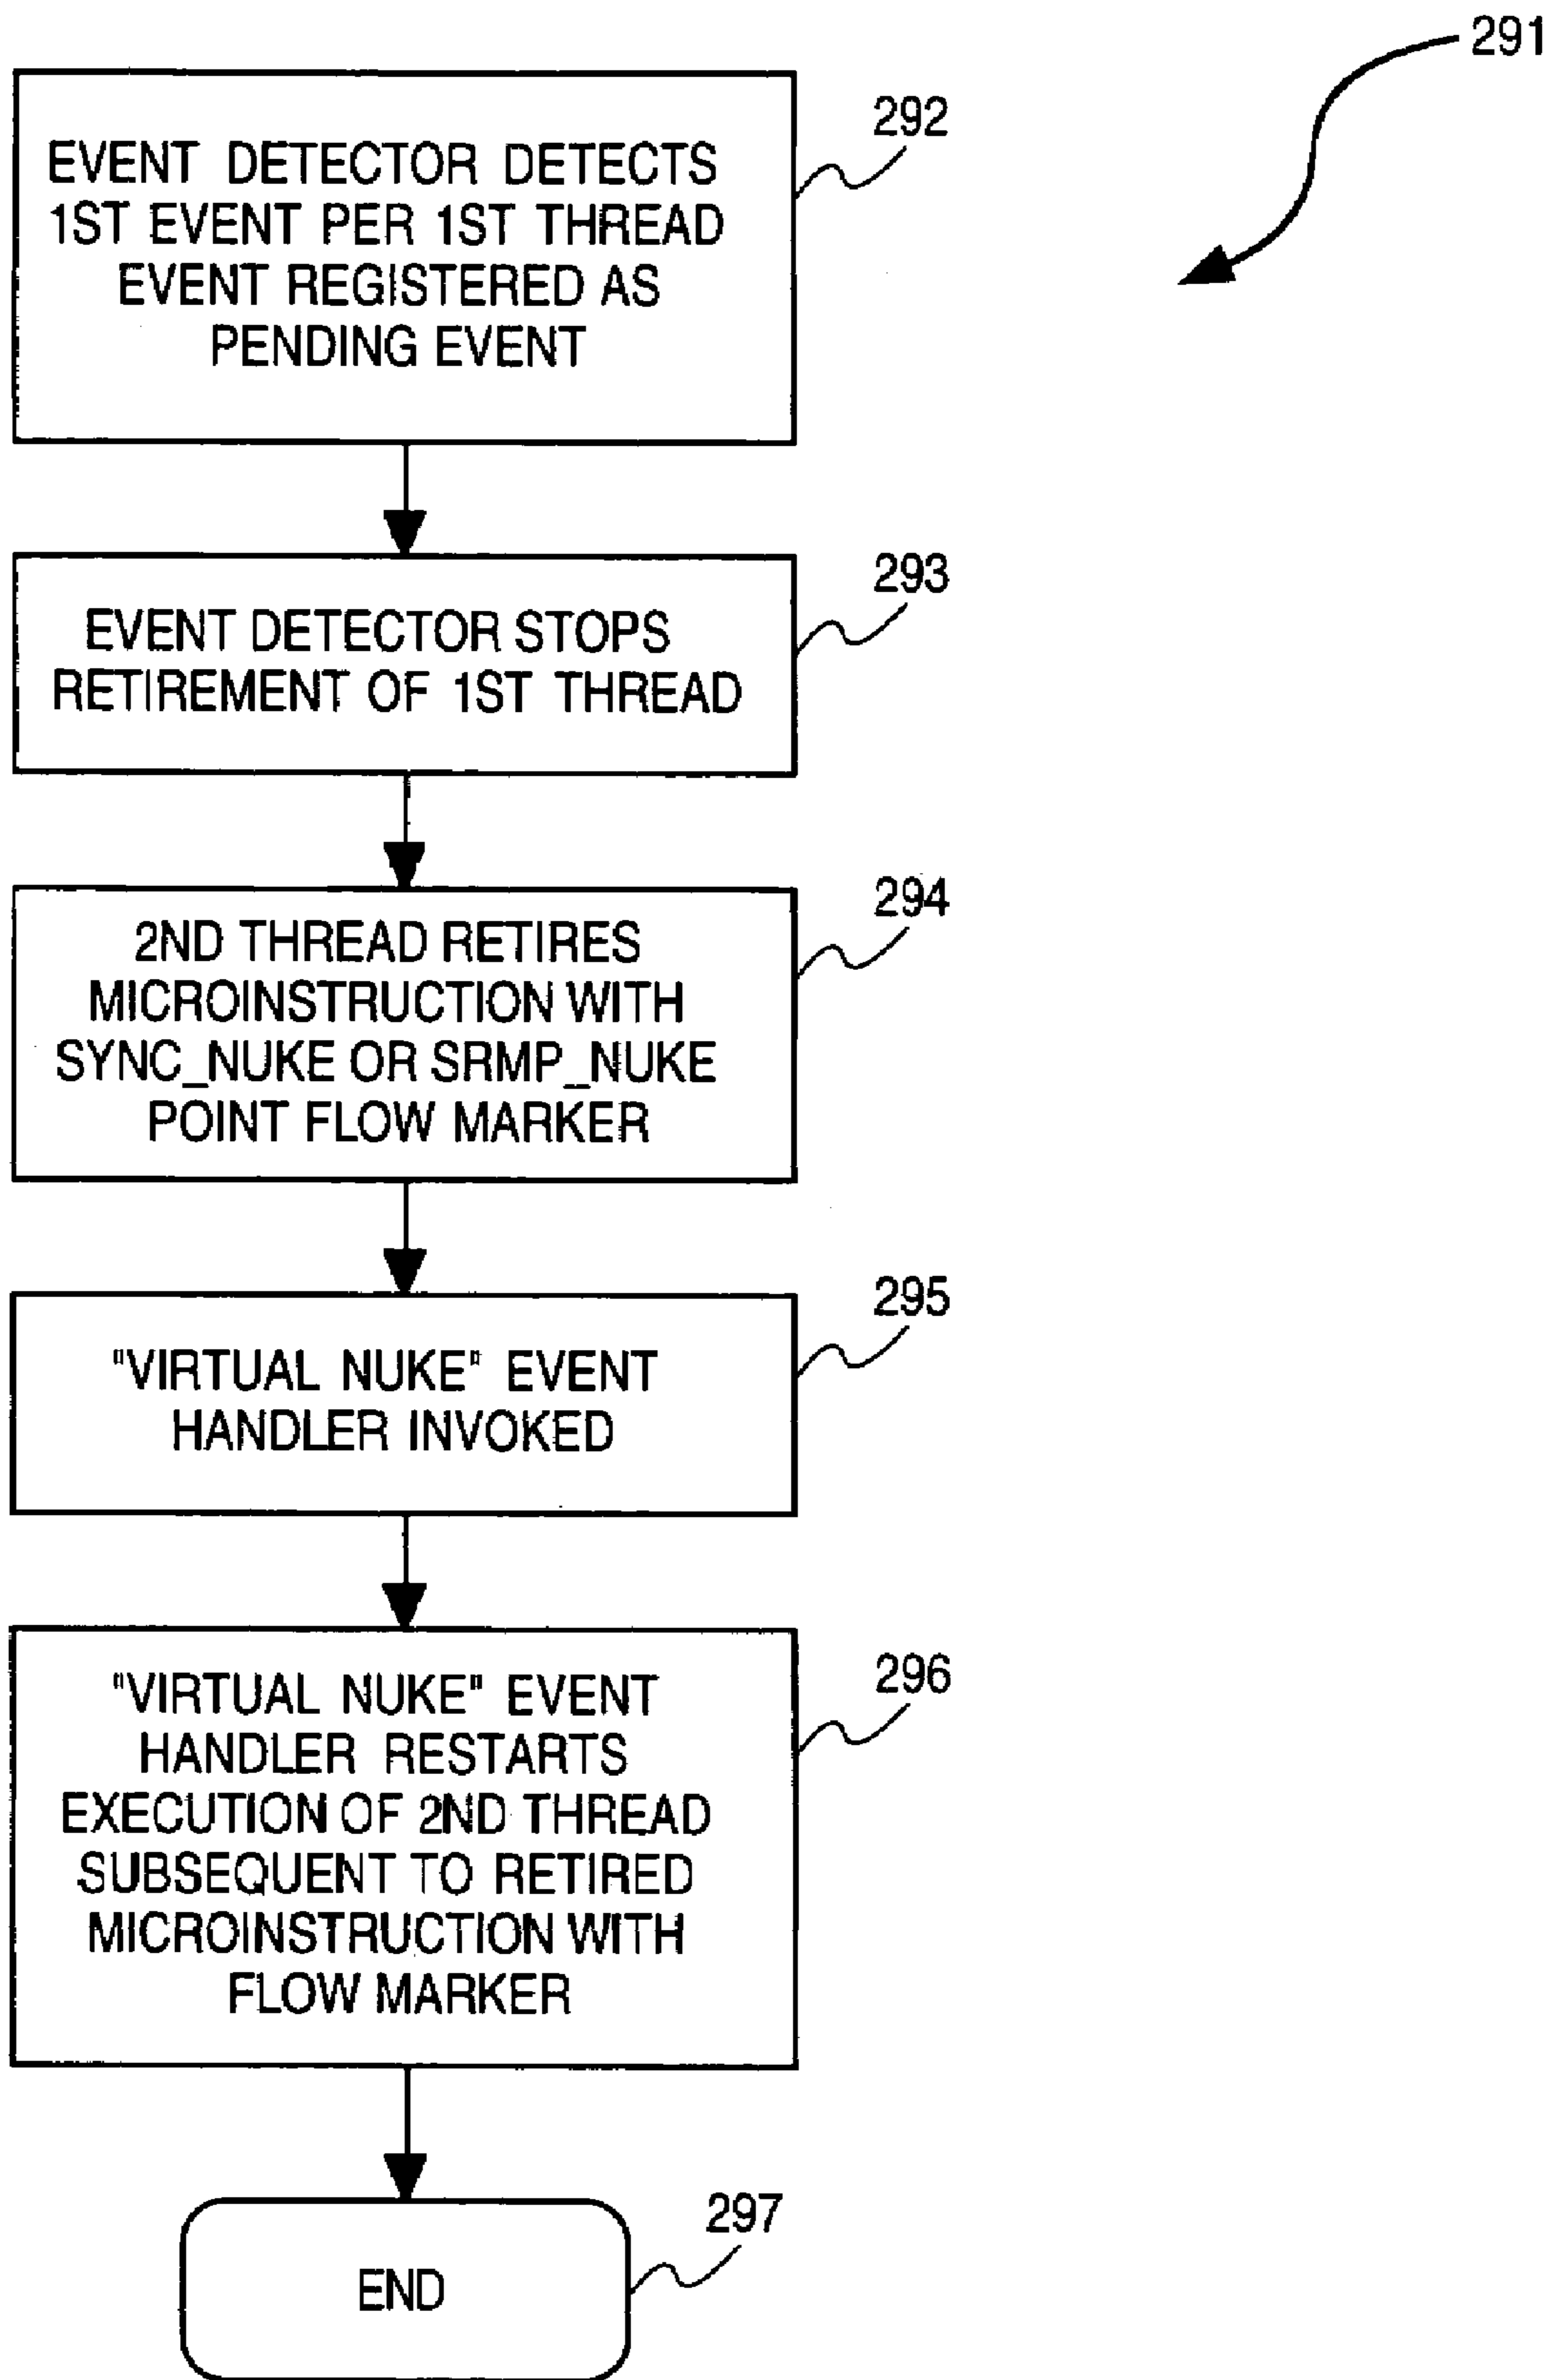 291
292
EVENT DETECTOR DETECTS
1ST EVENT PER 1ST THREAD
EVENT REGISTERED AS
PENDING EVENT
293
EVENT DETECTOR STOPS
RETIREMENT OF 1ST THREAD
294
2ND THREAD RETIRES
MICROINSTRUCTION WITH
SYNC_NUKE OR SRMP_NUKE
POINT FLOW MARKER
295
"VIRTUAL NUKE" EVENT
HANDLER INVOKED
296
"VIRTUAL NUKE" EVENT
HANDLER RESTARTS
EXECUTION OF 2ND THREAD
SUBSEQUENT TO RETIRED
MICROINSTRUCTION WITH
FLOW MARKER
297
END